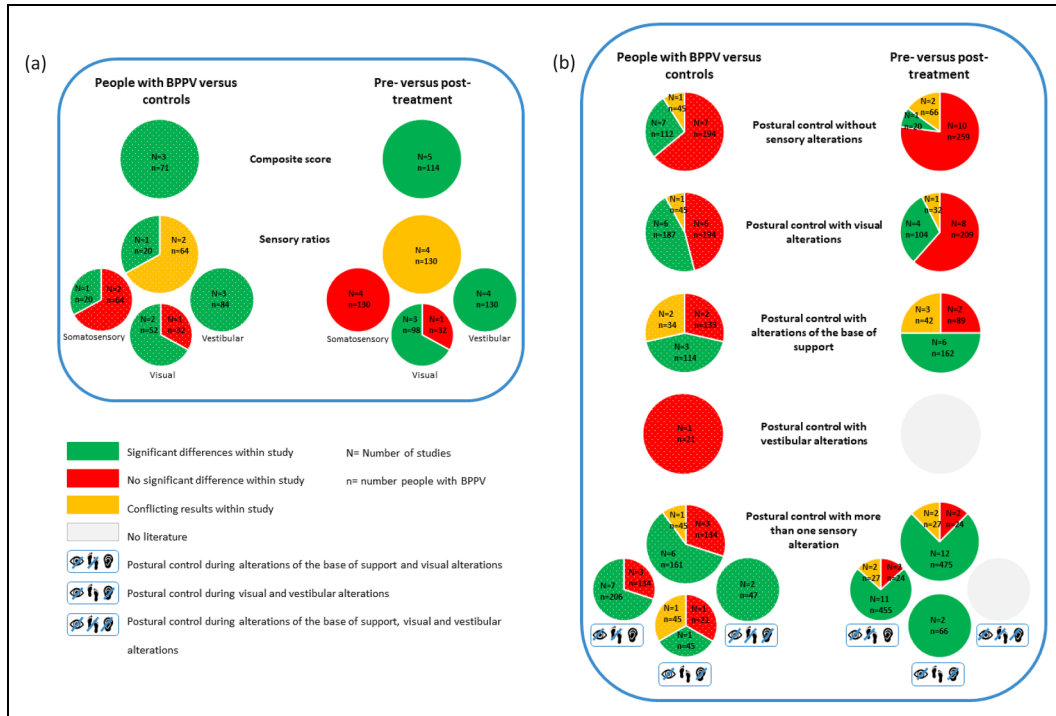 (a)
People with BPPV versus
controls
Pre- versus post-
treatment
N=3
n=71
Composite score
N=5
n=114
Sensory ratios
N=1
n=20
N=2
n=64
N=4
n=130
N=1
n=20
N=2
n=64
N=3
n=84
N=4
n=130
N=4
n=130
N=2
n=52
N=1
n=32
N=3
n=98
N=1
n=32
Somatosensory
Vestibular
Somatosensory
Vestibular
Visual
Visual
Significant differences within study
No significant difference within study
Conflicting results within study
No literature
Postural control during alterations of the base of support and visual alterations
Postural control during visual and vestibular alterations
Postural control during alterations of the base of support, visual and vestibular
alterations
N= Number of studies
n= number people with BPPV
(b)
People with BPPV versus
controls
Pre- versus post-
treatment
N=1
n=45
N=7
n=112
N=7
n=194
Postural control without
sensory alterations
N=2
n=66
N=1
n=20
N=10
n=259
N=1
n=45
N=6
n=187
N=6
n=194
Postural control with visual
alterations
N=1
n=32
N=4
n=104
N=8
n=209
N=2
n=34
N=2
n=133
N=3
n=114
Postural control with
alterations of the base of
support
N=3
n=42
N=2
n=89
N=6
n=162
N=1
n=21
Postural control with
vestibular alterations
N=1
n=45
N=3
n=134
N=6
n=161
Postural control with more
than one sensory
alteration
N=2
n=27
N=2
n=24
N=12
n=475
N=3
n=134
N=7
n=206
N=2
n=47
N=1
n=45
N=1
n=21
N=1
n=45
N=2
n=27
n=24
N=11
n=455
N=2
n=66